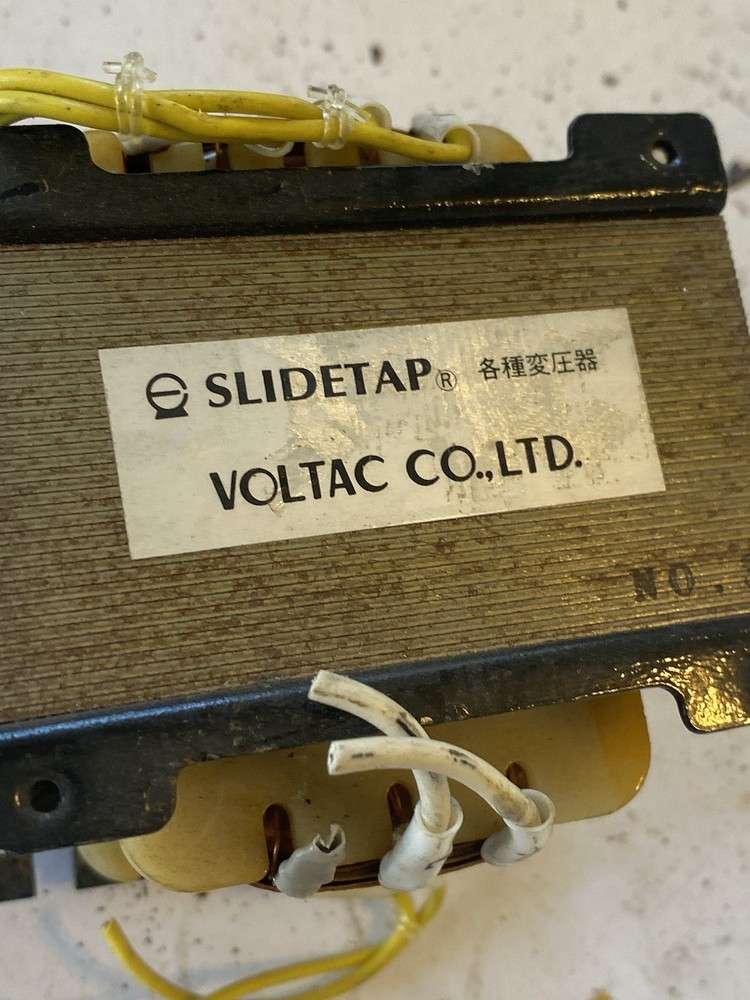 SLIDETAP® 各種変圧器
VOLTAC CO.,LTD.
NO.